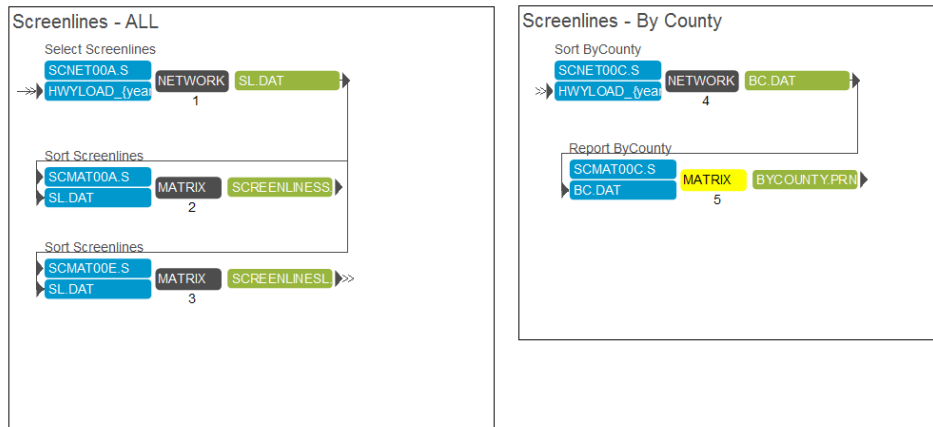 Screenlines - ALL
Select Screenlines
SCNET00A.S
HWYLOAD_{year
NETWORK
SL.DAT
1
Sort Screenlines
SCMAT00A.S
SL.DAT
MATRIX
SCREENLINESS
2
Sort Screenlines
SCMAT00E.S
SL.DAT
MATRIX
SCREENLINESL.
3
Screenlines - By County
Sort ByCounty
SCNET00C.S
HWYLOAD_{year
NETWORK
BC.DAT
4
Report ByCounty
SCMAT00C.S
BC.DAT
MATRIX
BYCOUNTY.PRN
5